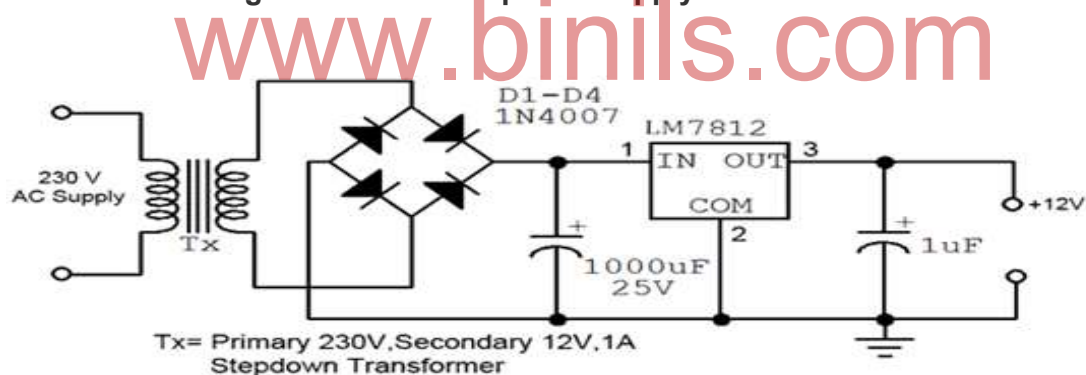 www.binils.com
D1-D4
1N4007
LM7812
1
IN OUT
3
230 V
AC Supply
COM
+12V
Tx
2
+
+
1uF
1000uF
25V
Tx= Primary 230V,Secondary 12V,1A
Stepdown Transformer